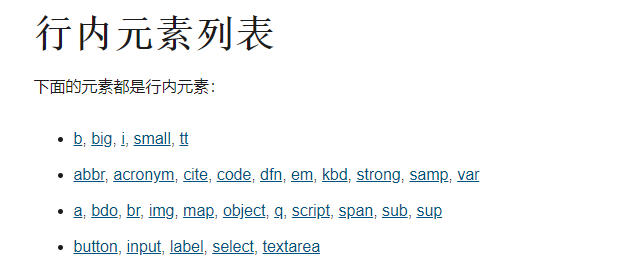 行内元素列表
下面的元素都是行内元素：
• b, big, i, small, tt
• abbr, acronym, cite, code, dfn, em, kbd, strong, samp, var
• a, bdo, br, img, map, object, q, script, span, sub, sup
• button, input, label, select, textarea